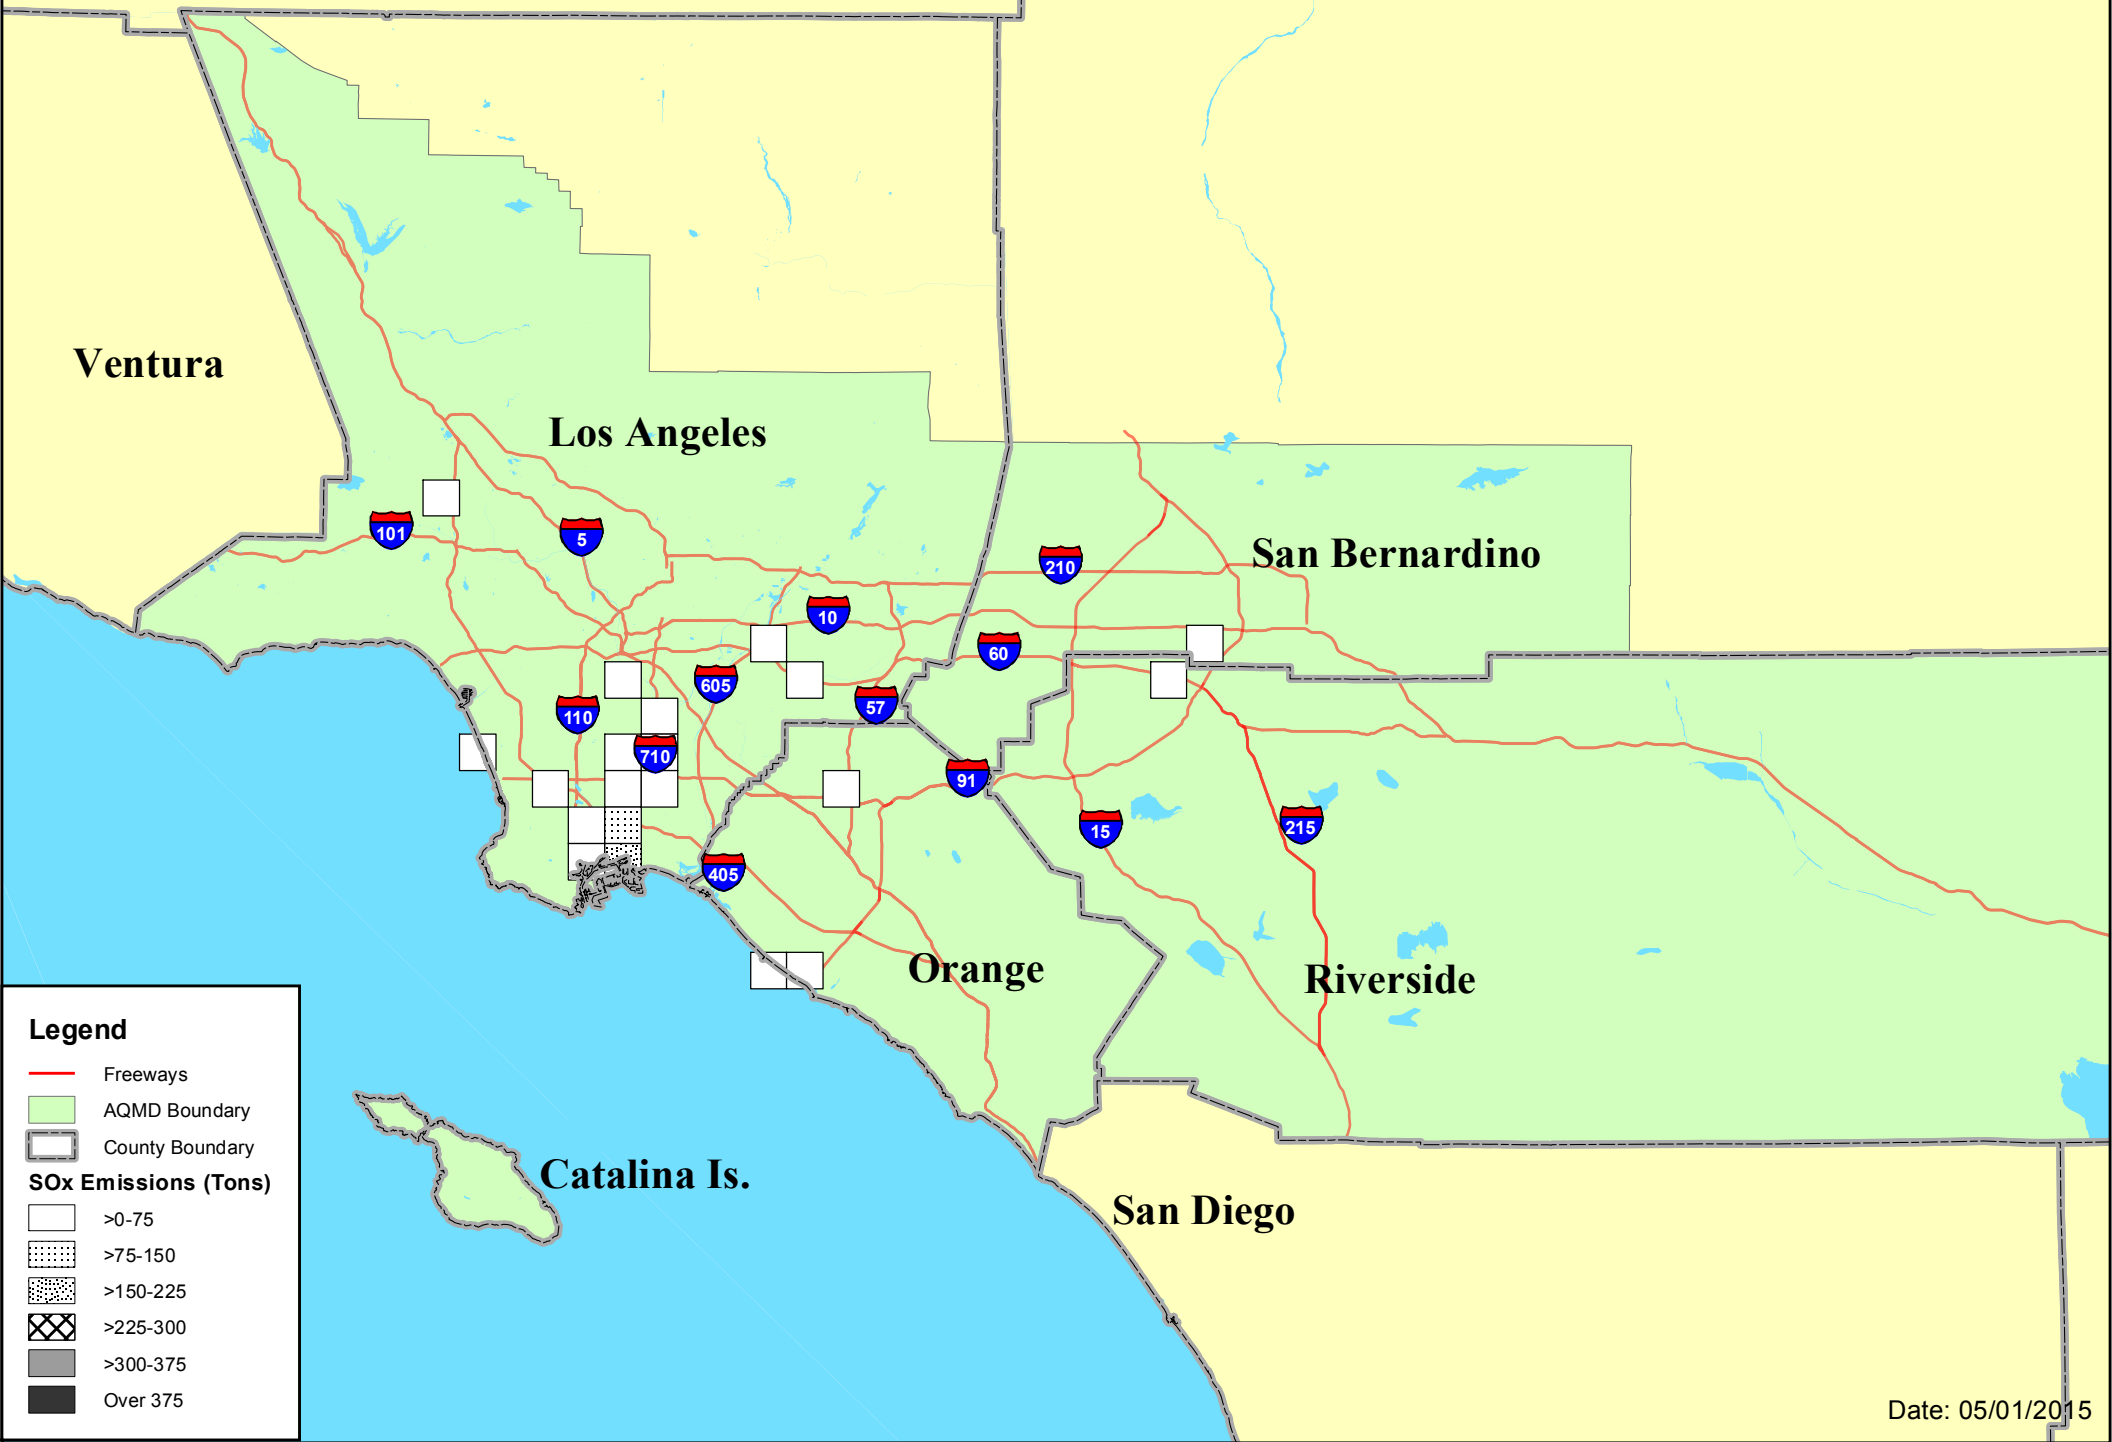 Ventura
Los Angeles
101
5
210
San Bernardino
10
60
605
57
110
710
91
15
215
405
Orange
Riverside
Legend
Freeways
AQMD Boundary
County Boundary
SOx Emissions (Tons)
>0-75
>75-150
>150-225
>225-300
>300-375
Over 375
Catalina Is.
San Diego
Date: 05/01/2015